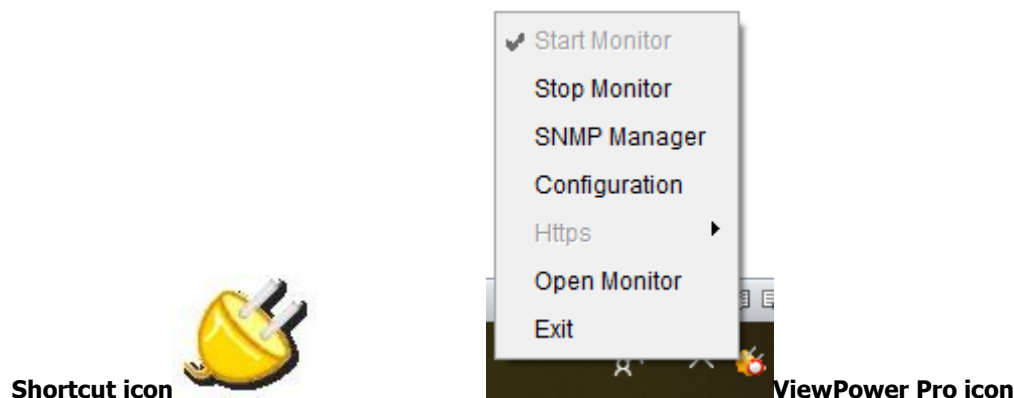 Start Monitor
Stop Monitor
SNMP Manager
Configuration
Https
Open Monitor
Exit
Shortcut icon
ViewPower Pro icon